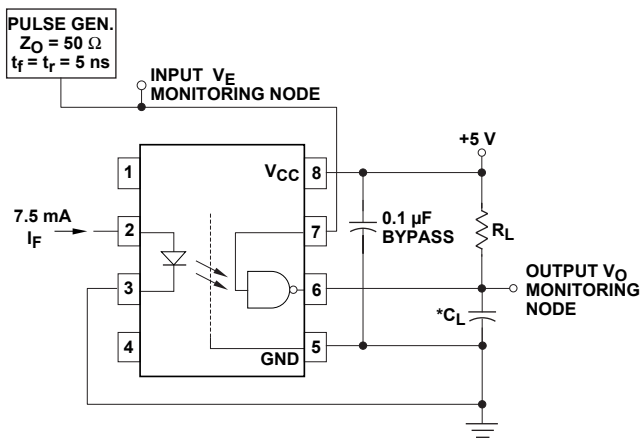 PULSE GEN.
Z_O = 50 Ω
t_f = t_r = 5 ns
INPUT V_E
MONITORING NODE
+5 V
1
V_CC
8
7.5 mA
I_F
2
7
0.1 µF
BYPASS
R_L
3
6
OUTPUT V_O
MONITORING
NODE
*C_L
4
GND
5